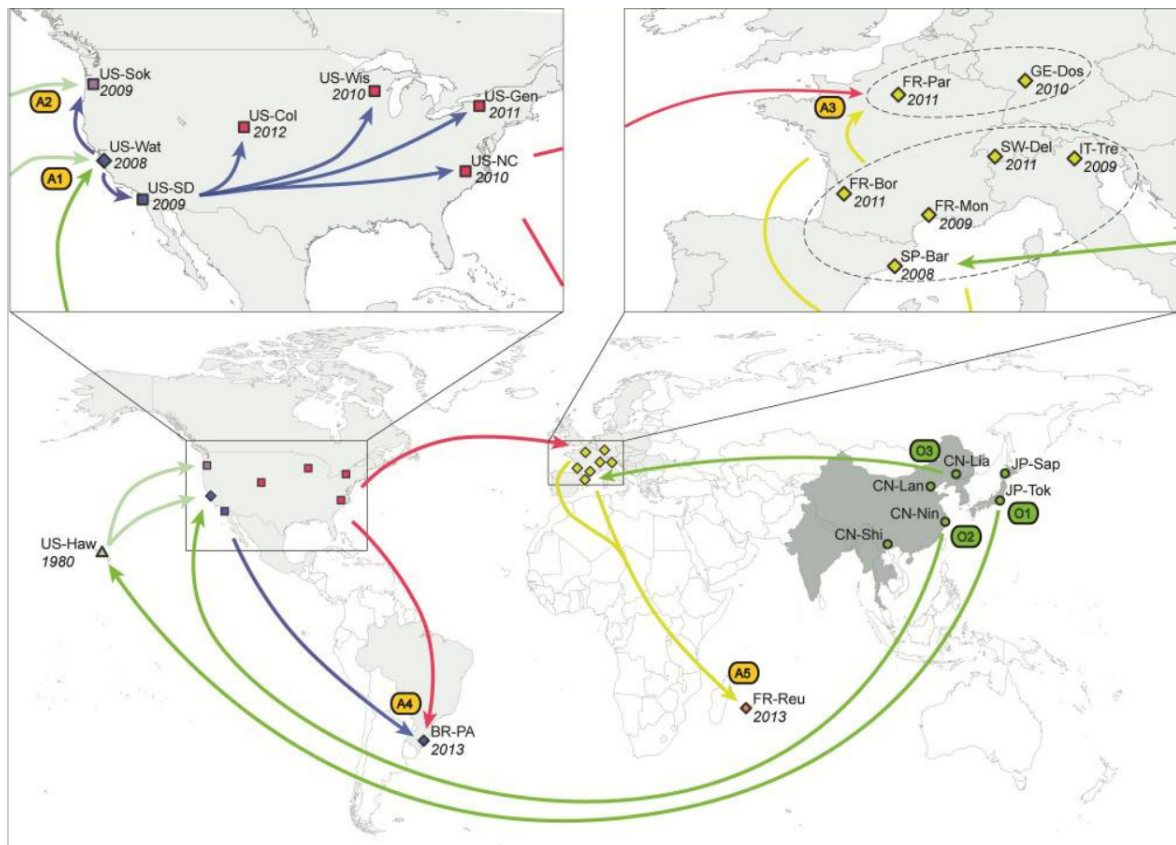 US-Sok
2009
A2
US-Wat
2008
A1
US-SD
2009
US-Col
2012
US-Wis
2010
US-Gen
2011
US-NC
2010
FR-Par
2011
A3
GE-Dos
2010
SW-Del
2011
IT-Tre
2009
FR-Bor
2011
FR-Mon
2009
SP-Bar
2008
US-Haw
1980
O3
CN-Lia
JP-Sap
CN-Lan
JP-Tok
O1
CN-Nin
O2
CN-Shi
A4
BR-PA
2013
A5
FR-Reu
2013